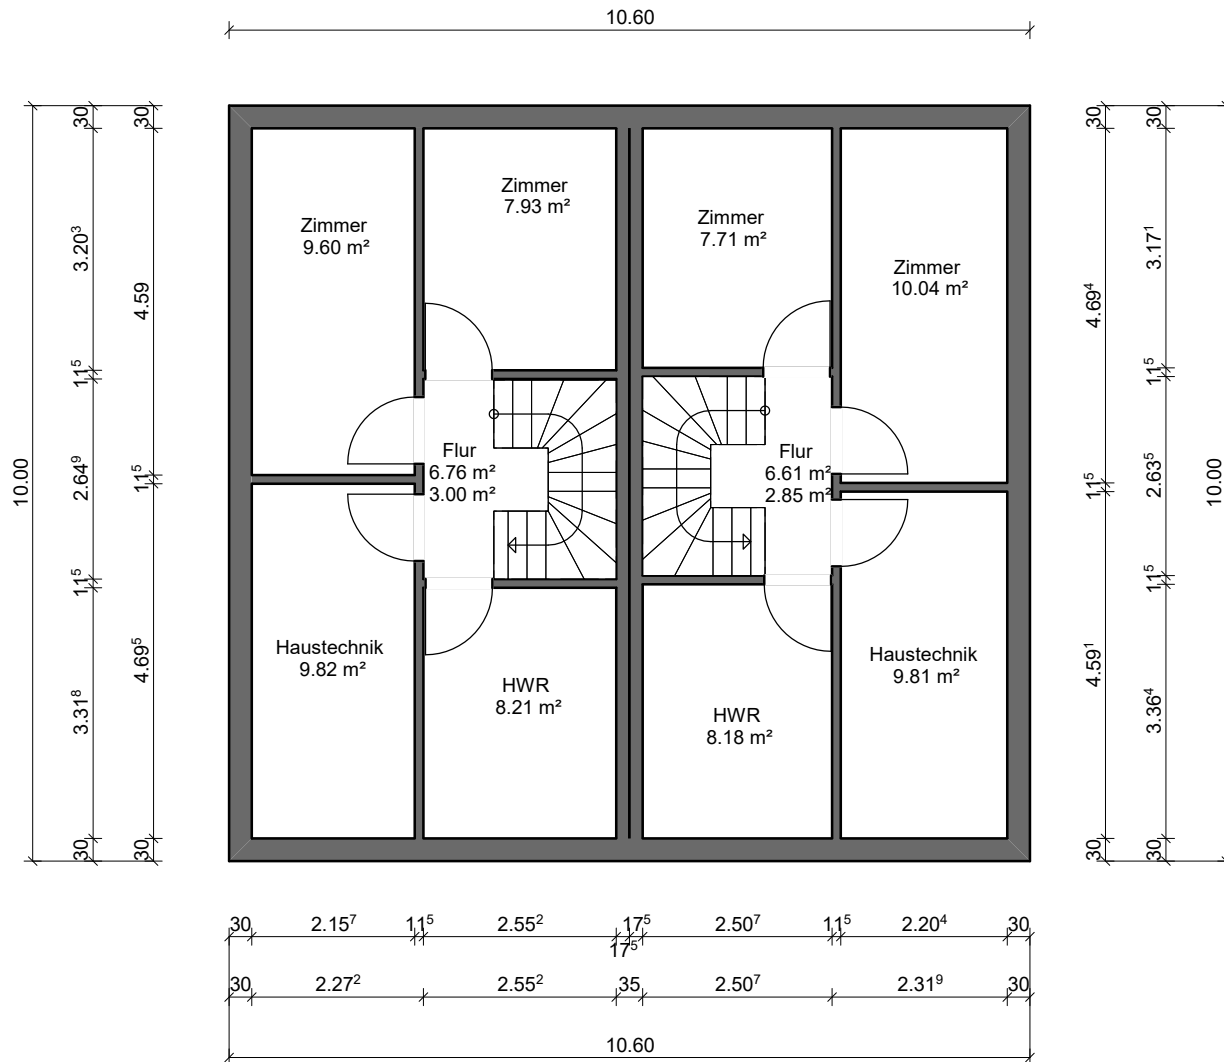 10.60
30
30
30
30
Zimmer
7.93 m²
Zimmer
9.60 m²
Zimmer
7.71 m²
Zimmer
10.04 m²
3.20³
4.59
4.69⁴
3.17¹
11⁵
11⁵
10.00
2.64⁹
11⁵
Flur
6.76 m²
3.00 m²
Flur
6.61 m²
2.85 m²
11⁵
2.63⁵
10.00
11⁵
11⁵
Haustechnik
9.82 m²
HWR
8.21 m²
HWR
8.18 m²
Haustechnik
9.81 m²
3.31⁸
4.69⁵
4.59¹
3.36⁴
30
30
30
30
30 2.15⁷ 11⁵ 2.55² 17⁵ 2.50⁷ 11⁵ 2.20⁴ 30
17⁵
30 2.27² 2.55² 35 2.50⁷ 2.31⁹ 30
10.60